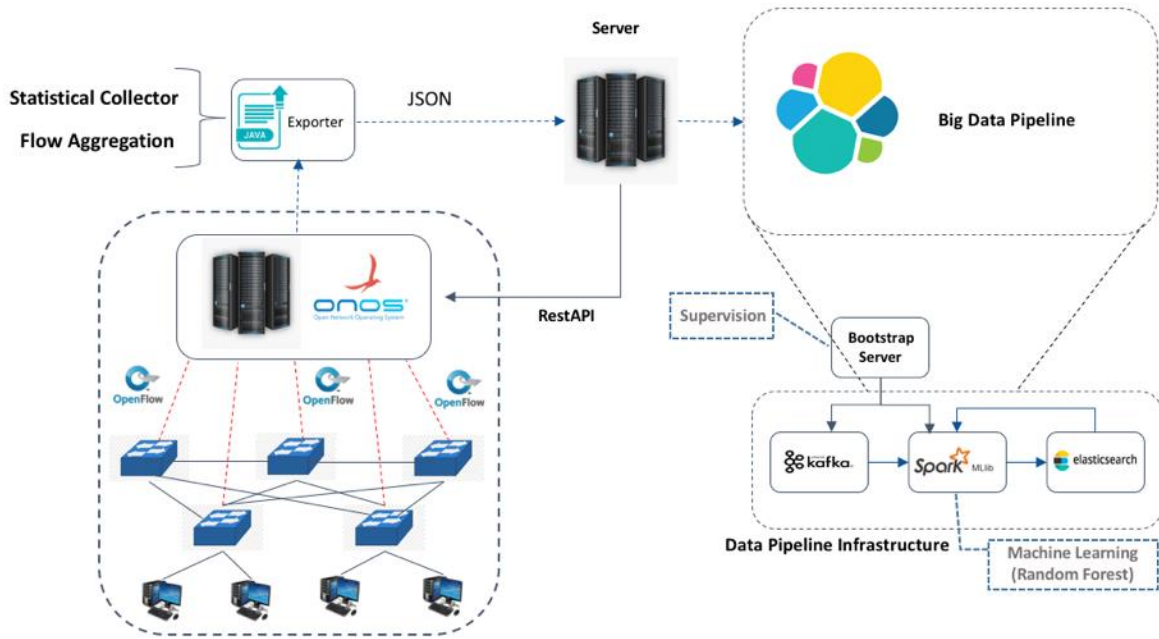 Server
Statistical Collector
Flow Aggregation
JAVA
Exporter
JSON
Big Data Pipeline
onos
Open Network Operating System
RestAPI
Supervision
Bootstrap
Server
OpenFlow
OpenFlow
OpenFlow
kafka
Spark MLlib
elasticsearch
Data Pipeline Infrastructure
Machine Learning
(Random Forest)